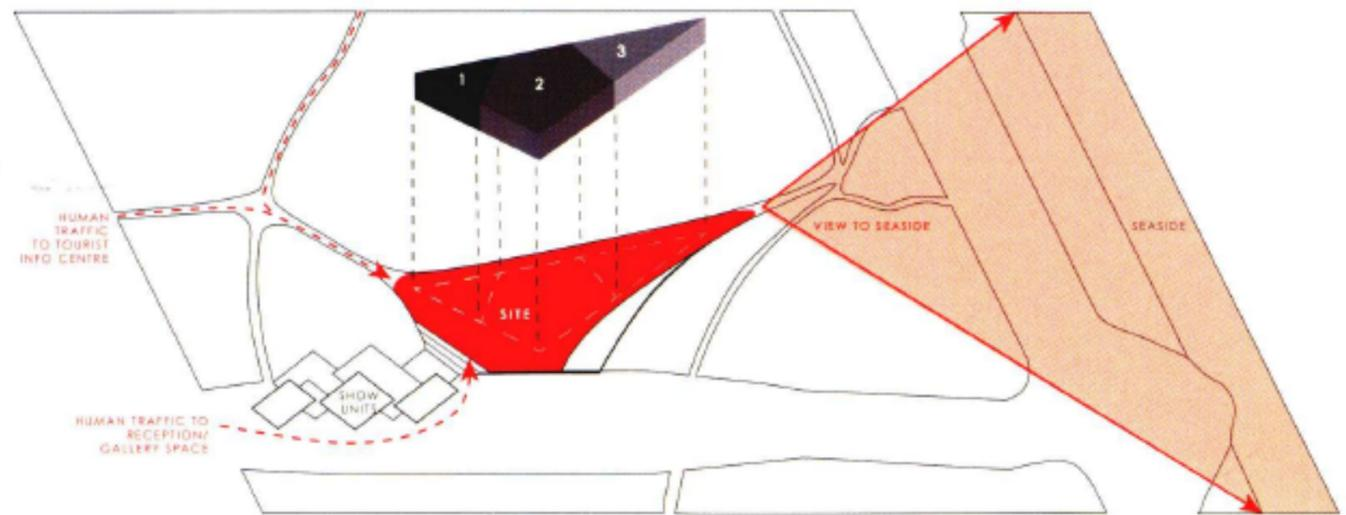 1
2
3
HUMAN
TRAFFIC
TO TOURIST
INFO CENTRE
VIEW TO SEASIDE
SEASIDE
SITE
SHOW
UNITS
HUMAN TRAFFIC TO
RECEPTION/
GALLERY SPACE